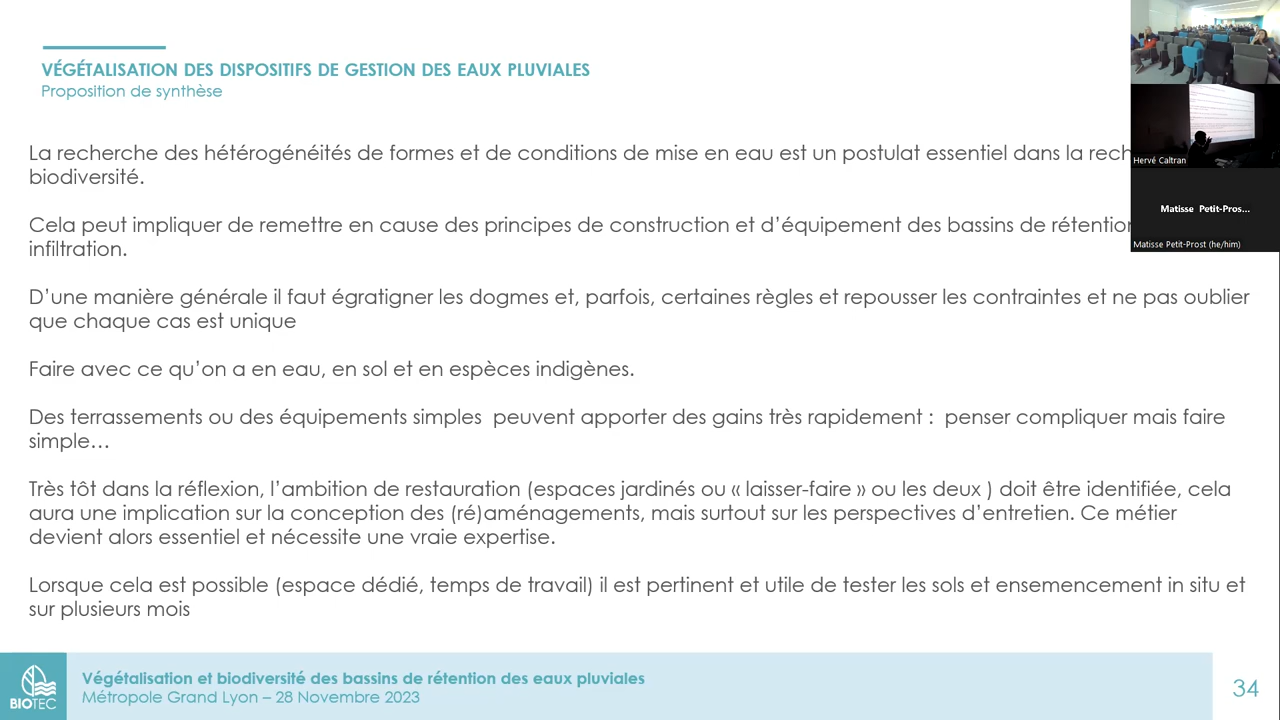 VÉGÉTALISATION DES DISPOSITIFS DE GESTION DES EAUX PLUVIALES
Proposition de synthèse
La recherche des hétérogénéités de formes et de conditions de mise en eau est un postulat essentiel dans la
biodiversité.
Cela peut impliquer de remettre en cause des principes de construction et d’équipement des bassins de
infiltration.
D’une manière générale il faut égratigner les dogmes et, parfois, certaines règles et repousser les contraintes et ne pas oublier
que chaque cas est unique
Faire avec ce qu’on a en eau, en sol et en espèces indigènes.
Des terrassements ou des équipements simples peuvent apporter des gains très rapidement : penser compliquer mais faire
simple…
Très tôt dans la réflexion, l’ambition de restauration (espaces jardinés ou « laisser-faire » ou les deux ) doit être identifiée, cela
aura une implication sur la conception des (ré)aménagements, mais surtout sur les perspectives d’entretien. Ce métier
devient alors essentiel et nécessite une vraie expertise.
Lorsque cela est possible (espace dédié, temps de travail) il est pertinent et utile de tester les sols et ensemencement in situ et
sur plusieurs mois
Hervé Caltran
Matisse Petit-Pros...
Matisse Petit-Prost (he/him)
BIOTEC
Végétalisation et biodiversité des bassins de rétention des eaux pluviales
Métropole Grand Lyon – 28 Novembre 2023
34